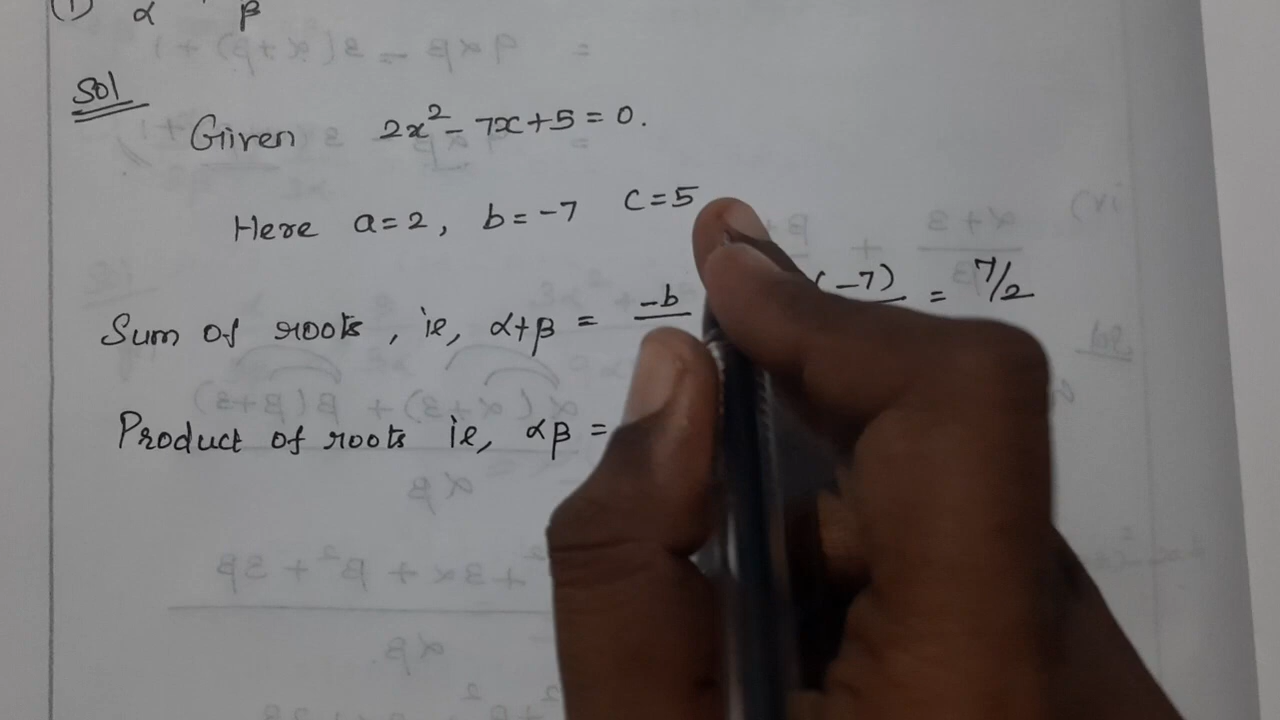 (1) α β
Sol
Given 2x² - 7x + 5 = 0.
Here a = 2, b = -7 c = 5
Sum of roots, ie, α+β = -b (-7) = 7/2
Product of roots ie, αβ =